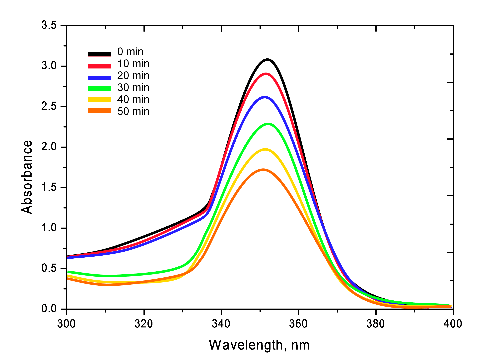 3.5
3.0
2.5
2.0
1.5
1.0
0.5
0.0
Absorbance
0 min
10 min
20 min
30 min
40 min
50 min
300 320 340 360 380 400
Wavelength, nm